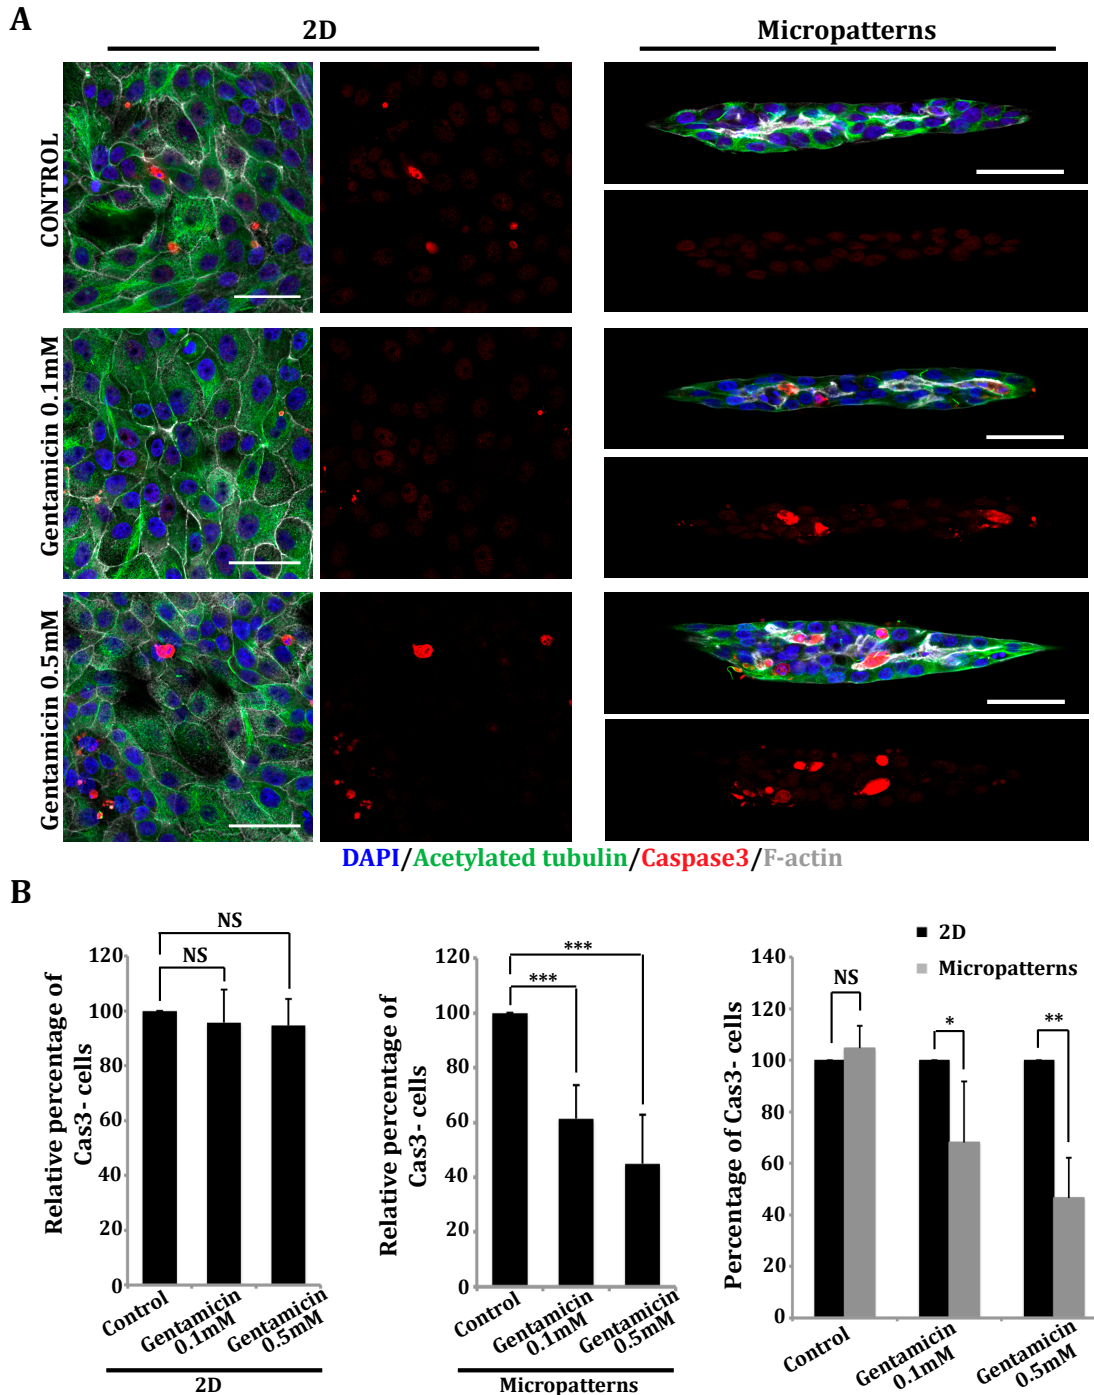 A
2D
Micropatterns
CONTROL
Gentamicin 0.1mM
Gentamicin 0.5mM
DAPI/Acetylated tubulin/Caspase3/F-actin
B
Relative percentage of
Cas3- cells
120
100
80
60
40
20
0
NS
NS
Control
Gentamicin
0.1mM
Gentamicin
0.5mM
2D
Relative percentage of
Cas3- cells
120
100
80
60
40
20
0
***
***
Control
Gentamicin
0.1mM
Gentamicin
0.5mM
Micropatterns
2D
Micropatterns
Percentage of Cas3- cells
140
120
100
80
60
40
20
0
NS
*
**
Control
Gentamicin
0.1mM
Gentamicin
0.5mM